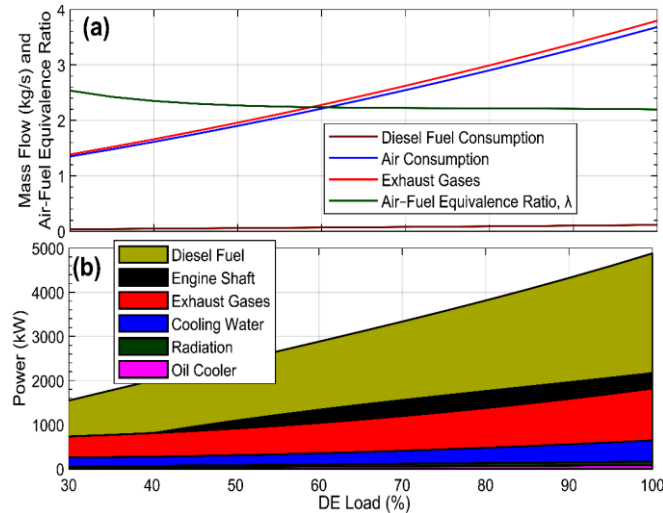 (a)
Mass Flow (kg/s) and
Air-Fuel Equivalence Ratio
4
3
2
1
0
Diesel Fuel Consumption
Air Consumption
Exhaust Gases
Air-Fuel Equivalence Ratio, λ
(b)
Power (kW)
5000
4000
3000
2000
1000
0
Diesel Fuel
Engine Shaft
Exhaust Gases
Cooling Water
Radiation
Oil Cooler
30 40 50 60 70 80 90 100
DE Load (%)